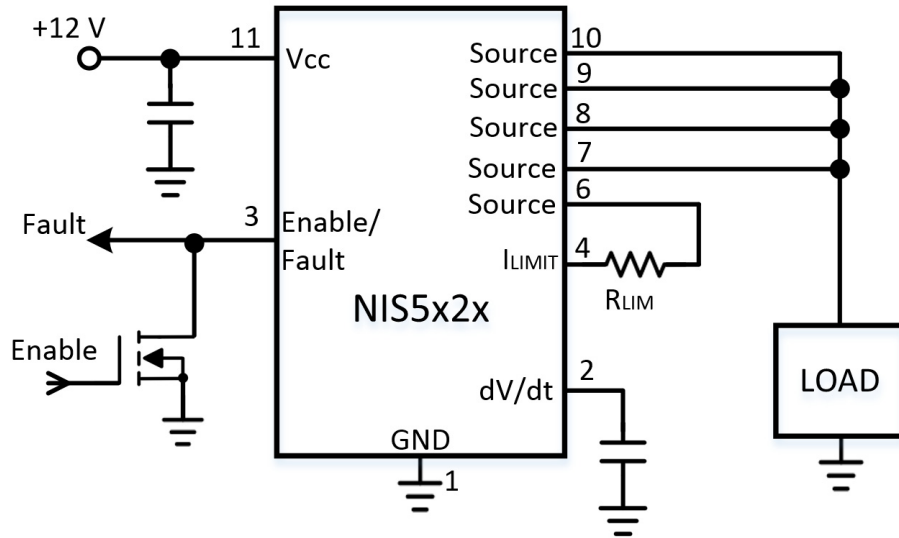 +12 V
11
Vcc
Source
10
Source
9
Source
8
Source
7
Source
6
Fault
3
Enable/
Fault
ILIMIT
4
RLIM
NIS5x2x
Enable
dV/dt
2
LOAD
GND
1